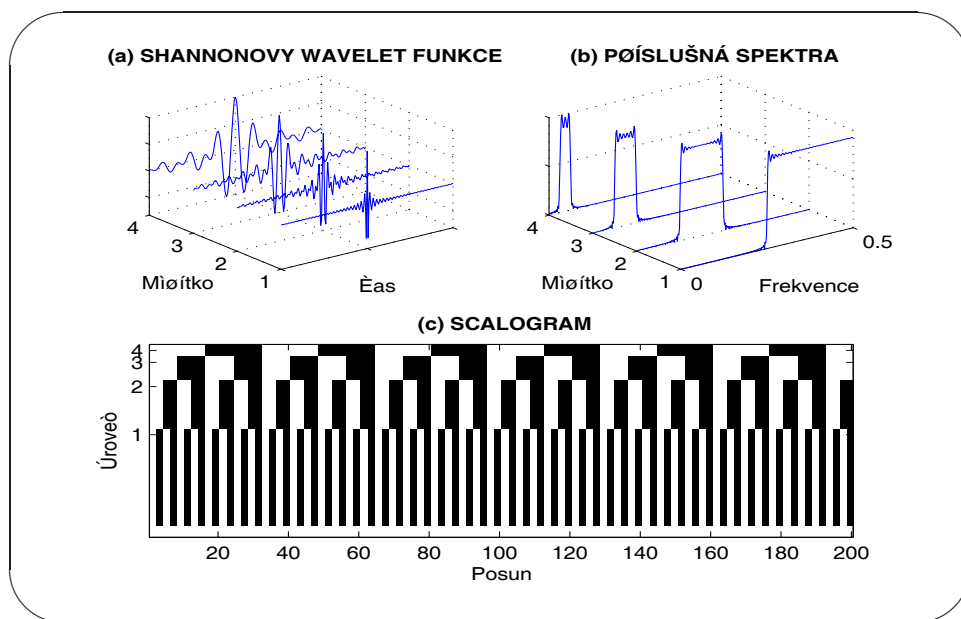 (a) SHANNONOVY WAVELET FUNKCE
4
3
2
1
Mìøítko
Èas
(b) PØÍSLUŠNÁ SPEKTRA
4
3
2
1
0
0.5
Mìøítko
Frekvence
(c) SCALOGRAM
4
3
2
1
Úroveò
20 40 60 80 100 120 140 160 180 200
Posun